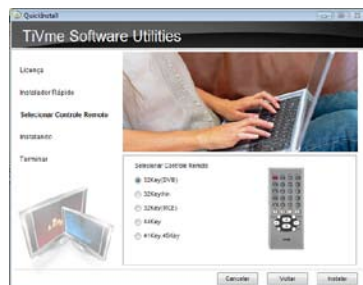 QuickInstall
TiVme Software Utilities
Licença
Instalador Rápido
Selecionar Controle Remoto
Instalando
Terminar
Selecionar Controle Remoto
32Key(DVB)
32Key(MCE)
44Key
Cancelar
Voltar
Instalar